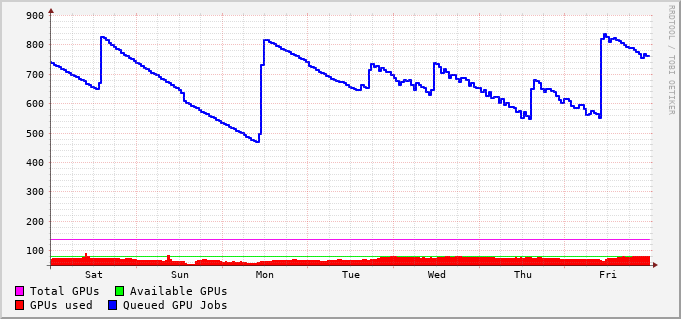 900
800
700
600
500
400
300
200
100
Sat Sun Mon Tue Wed Thu Fri
Total GPUs Available GPUs
GPUs used Queued GPU Jobs
RRDTOOL / TOBI OETIKER